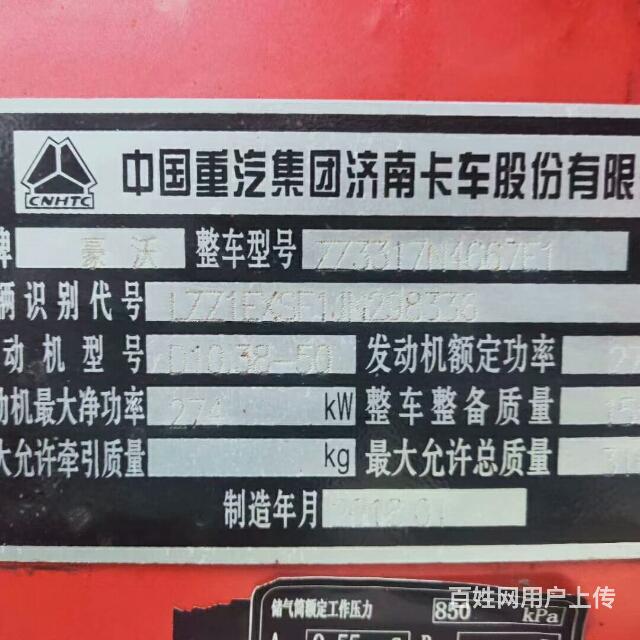 CNHTC 中国重汽集团济南卡车股份有限
牌 豪沃 整车型号 ZZ3317N4667E1
辆识别代号
动机型号 D10.38-50 发动机额定功率
动机最大净功率 274 kW 整车整备质量
大允许牵引质量 kg 最大允许总质量
制造年月
储气筒额定工作压力 850 kPa
百姓网用户上传